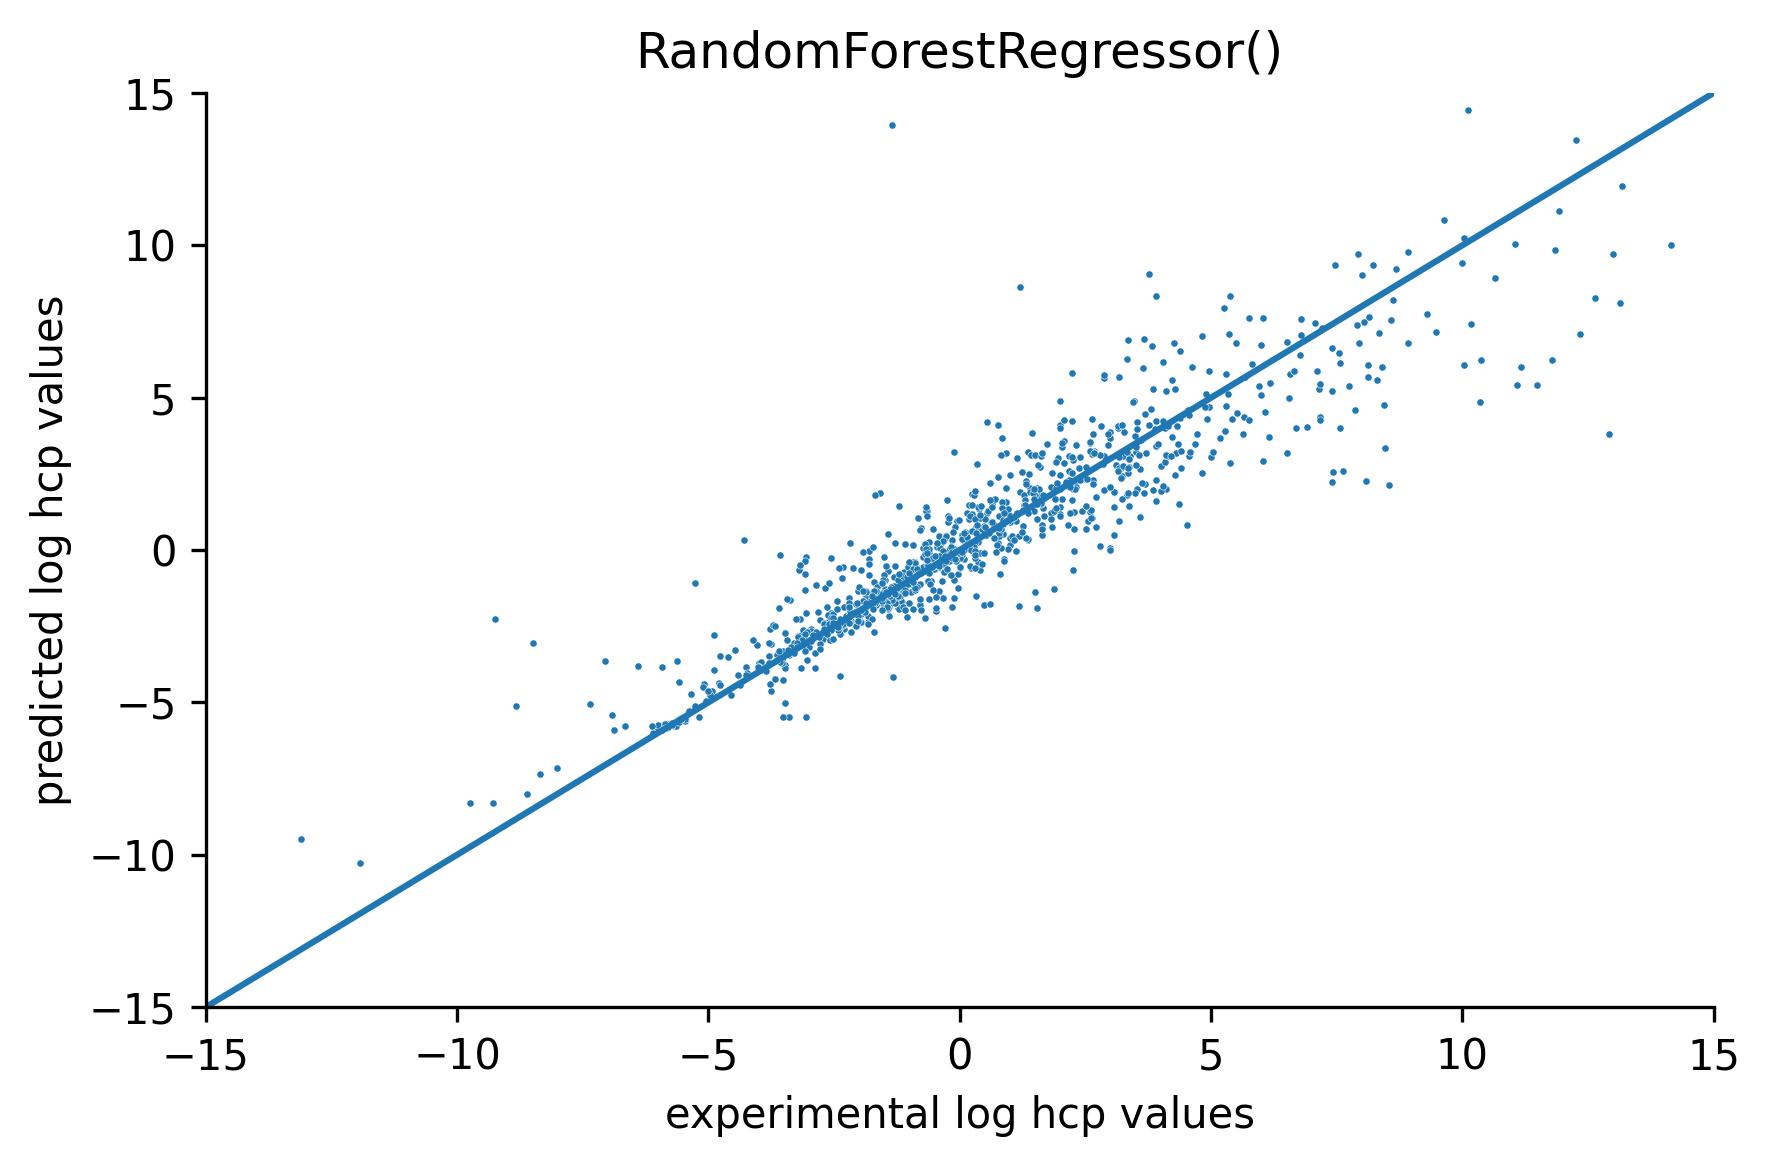 RandomForestRegressor()
15
10
5
0
−5
−10
−15
predicted log hcp values
−15 −10 −5 0 5 10 15
experimental log hcp values